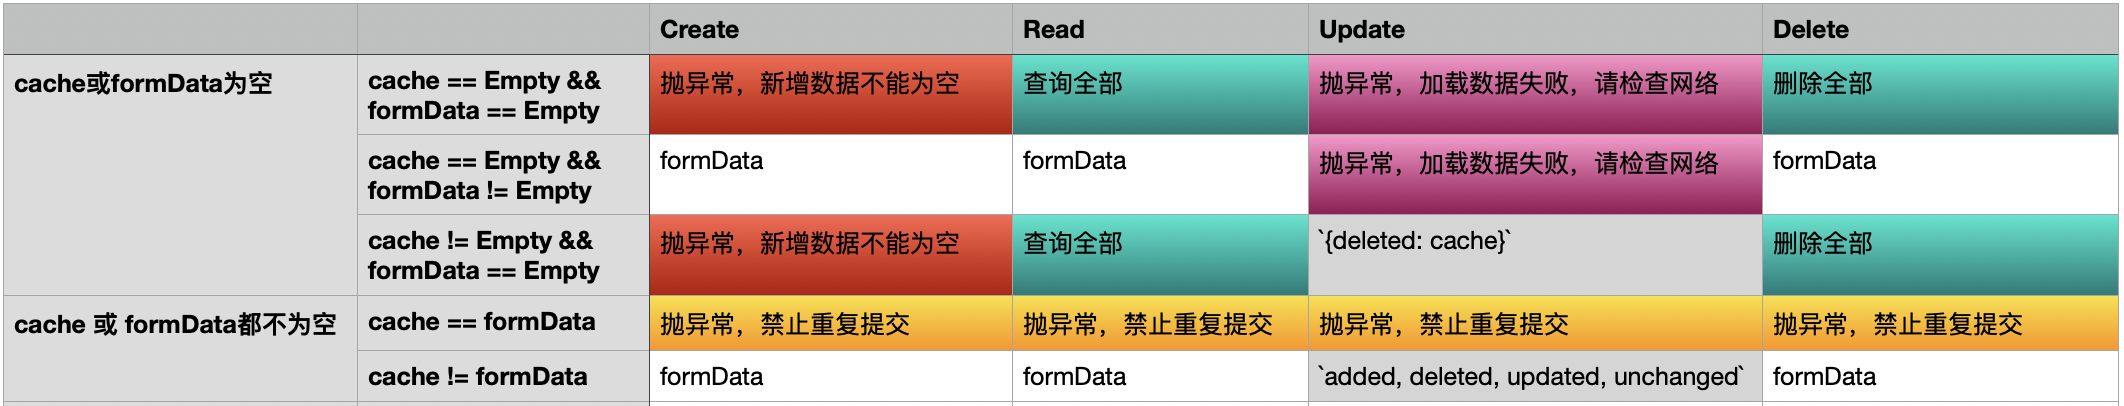 Create
Read
Update
Delete
cache或formData为空
cache == Empty &&
formData == Empty
抛异常，新增数据不能为空
查询全部
抛异常，加载数据失败，请检查网络
删除全部
cache == Empty &&
formData != Empty
formData
formData
抛异常，加载数据失败，请检查网络
formData
cache != Empty &&
formData == Empty
抛异常，新增数据不能为空
查询全部
`{deleted: cache}`
删除全部
cache 或 formData都不为空
cache == formData
抛异常，禁止重复提交
抛异常，禁止重复提交
抛异常，禁止重复提交
抛异常，禁止重复提交
cache != formData
formData
formData
`added, deleted, updated, unchanged`
formData